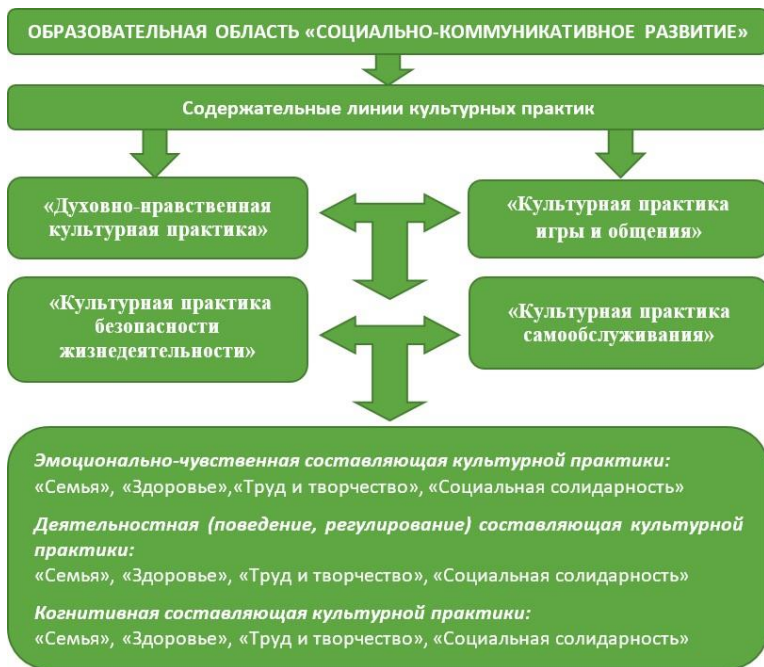 ОБРАЗОВАТЕЛЬНАЯ ОБЛАСТЬ «СОЦИАЛЬНО-КОММУНИКАТИВНОЕ РАЗВИТИЕ»
Содержательные линии культурных практик
«Духовно-нравственная
культурная практика»
«Культурная практика
игры и общения»
«Культурная практика
безопасности
жизнедеятельности»
«Культурная практика
самообслуживания»
Эмоционально-чувственная составляющая культурной практики:
«Семья», «Здоровье»,«Труд и творчество», «Социальная солидарность»
Деятельностная (поведение, регулирование) составляющая культурной
практики:
«Семья», «Здоровье», «Труд и творчество», «Социальная солидарность»
Когнитивная составляющая культурной практики:
«Семья», «Здоровье», «Труд и творчество», «Социальная солидарность»